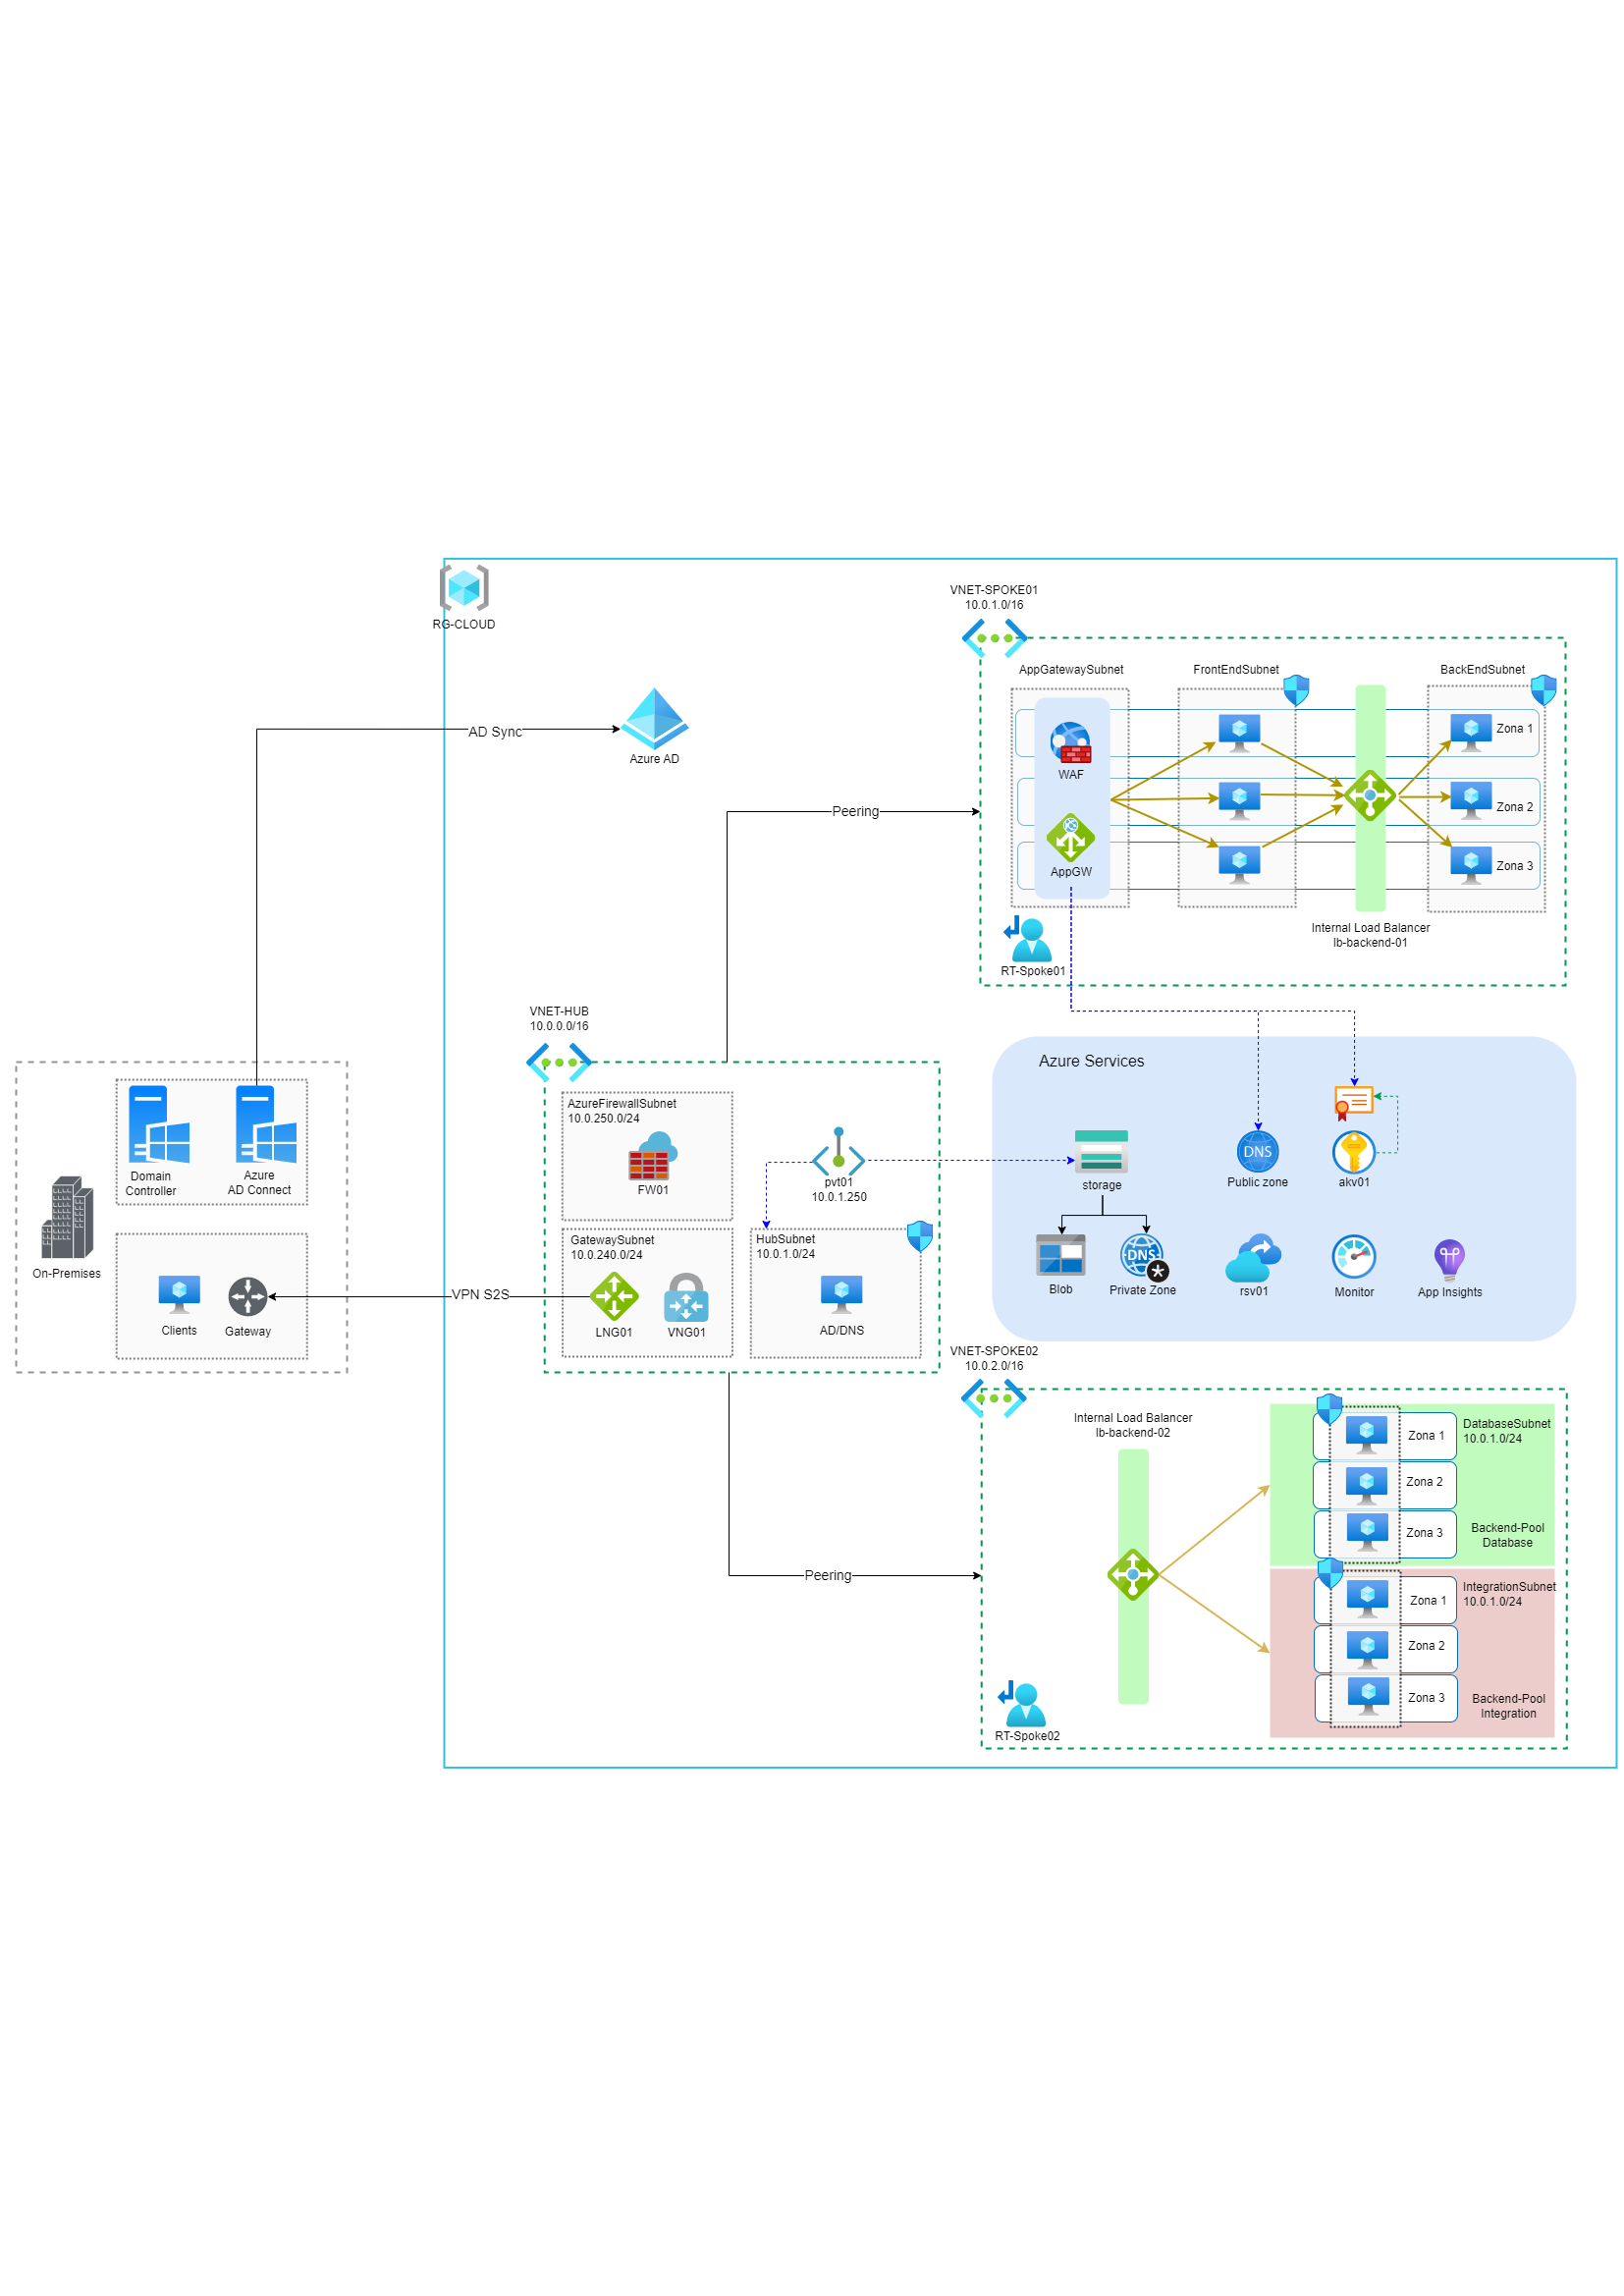 RG-CLOUD
VNET-SPOKE01
10.0.1.0/16
AppGatewaySubnet
FrontEndSubnet
BackEndSubnet
WAF
AppGW
Zona 1
Zona 2
Zona 3
Internal Load Balancer
lb-backend-01
RT-Spoke01
AD Sync
Azure AD
Peering
VNET-HUB
10.0.0.0/16
Domain
Controller
Azure
AD Connect
On-Premises
Clients
Gateway
VPN S2S
AzureFirewallSubnet
10.0.250.0/24
FW01
GatewaySubnet
10.0.240.0/24
LNG01
VNG01
pvt01
10.0.1.250
HubSubnet
10.0.1.0/24
AD/DNS
Azure Services
storage
DNS
Public zone
akv01
Blob
DNS
Private Zone
rsv01
Monitor
App Insights
VNET-SPOKE02
10.0.2.0/16
Internal Load Balancer
lb-backend-02
Peering
RT-Spoke02
DatabaseSubnet
10.0.1.0/24
Zona 1
Zona 2
Zona 3
Backend-Pool
Database
IntegrationSubnet
10.0.1.0/24
Zona 1
Zona 2
Zona 3
Backend-Pool
Integration